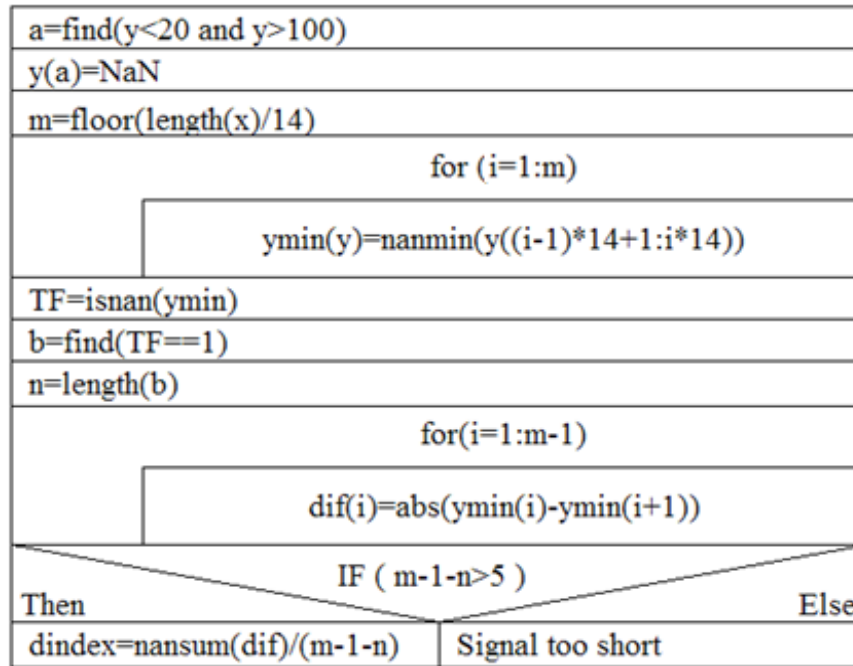 a=find(y<20 and y>100)
y(a)=NaN
m=floor(length(x)/14)
for (i=1:m)
ymin(y)=nanmin(y((i-1)*14+1:i*14))
TF=isnan(ymin)
b=find(TF==1)
n=length(b)
for(i=1:m-1)
dif(i)=abs(ymin(i)-ymin(i+1))
IF ( m-1-n>5 )
Then
Else
dindex=nansum(dif)/(m-1-n)
Signal too short